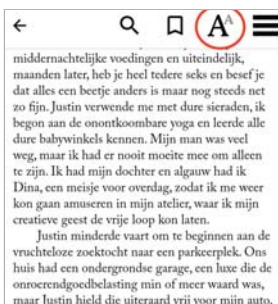 AA
middernachtelijke voedingen en uiteindelijk,
maanden later, heb je heel tedere seks en besef je
dat alles een beetje anders is maar nog steeds net
zo fijn. Justin verwende me met dure sieraden, ik
begon aan de onontkoombare yoga en leerde alle
dure babywinkels kennen. Mijn man was veel
weg, maar ik had er nooit moeite mee om alleen
te zijn. Ik had mijn dochter en algauw had ik
Dina, een meisje voor overdag, zodat ik me weer
kon gaan amuseren in mijn atelier, waar ik mijn
creatieve geest de vrije loop kon laten.
Justin minderde vaart om te beginnen aan de
vruchteloze zoektocht naar een parkeerplek. Ons
huis had een ondergrondse garage, een luxe die de
onroerendgoedbelasting min of meer waard was,
maar Justin hield die uiteraard vrij voor mijn auto.